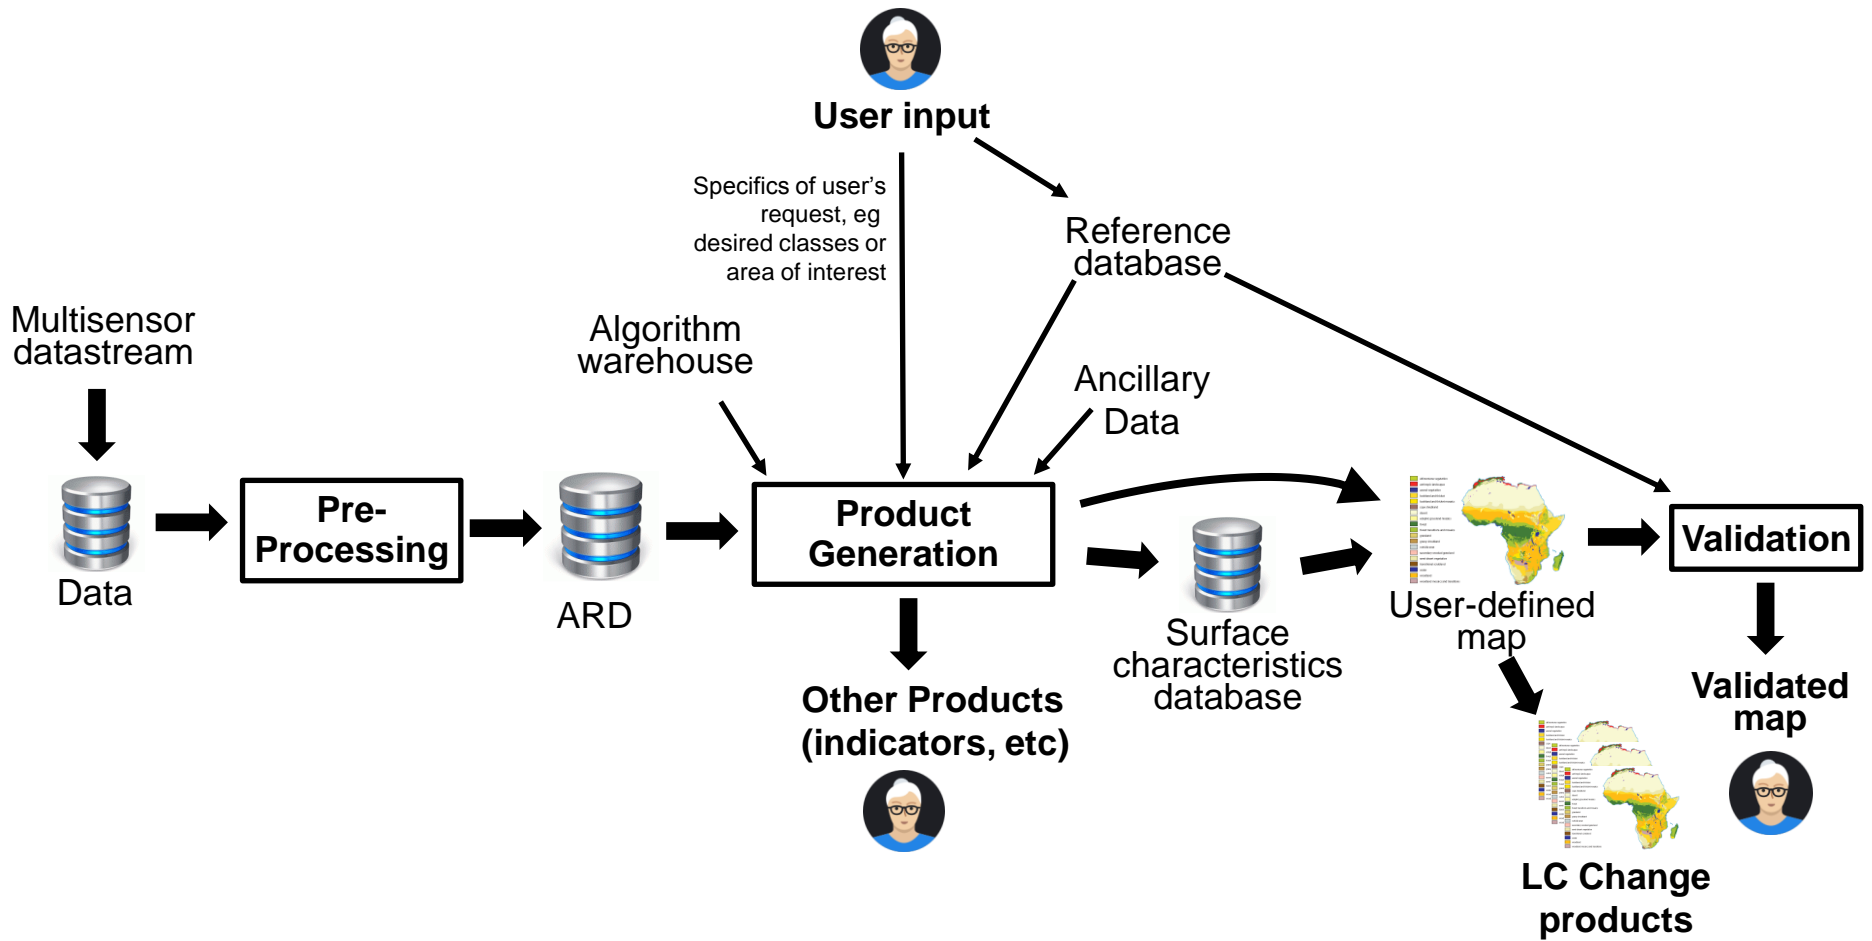 User input
Specifics of user's
request, eg
desired classes or
area of interest
Reference
database
Multisensor
datastream
Algorithm
warehouse
Ancillary
Data
Data
Pre-
Processing
ARD
Product
Generation
Surface
characteristics
database
User-defined
map
Validation
Other Products
(indicators, etc)
Validated
map
LC Change
products